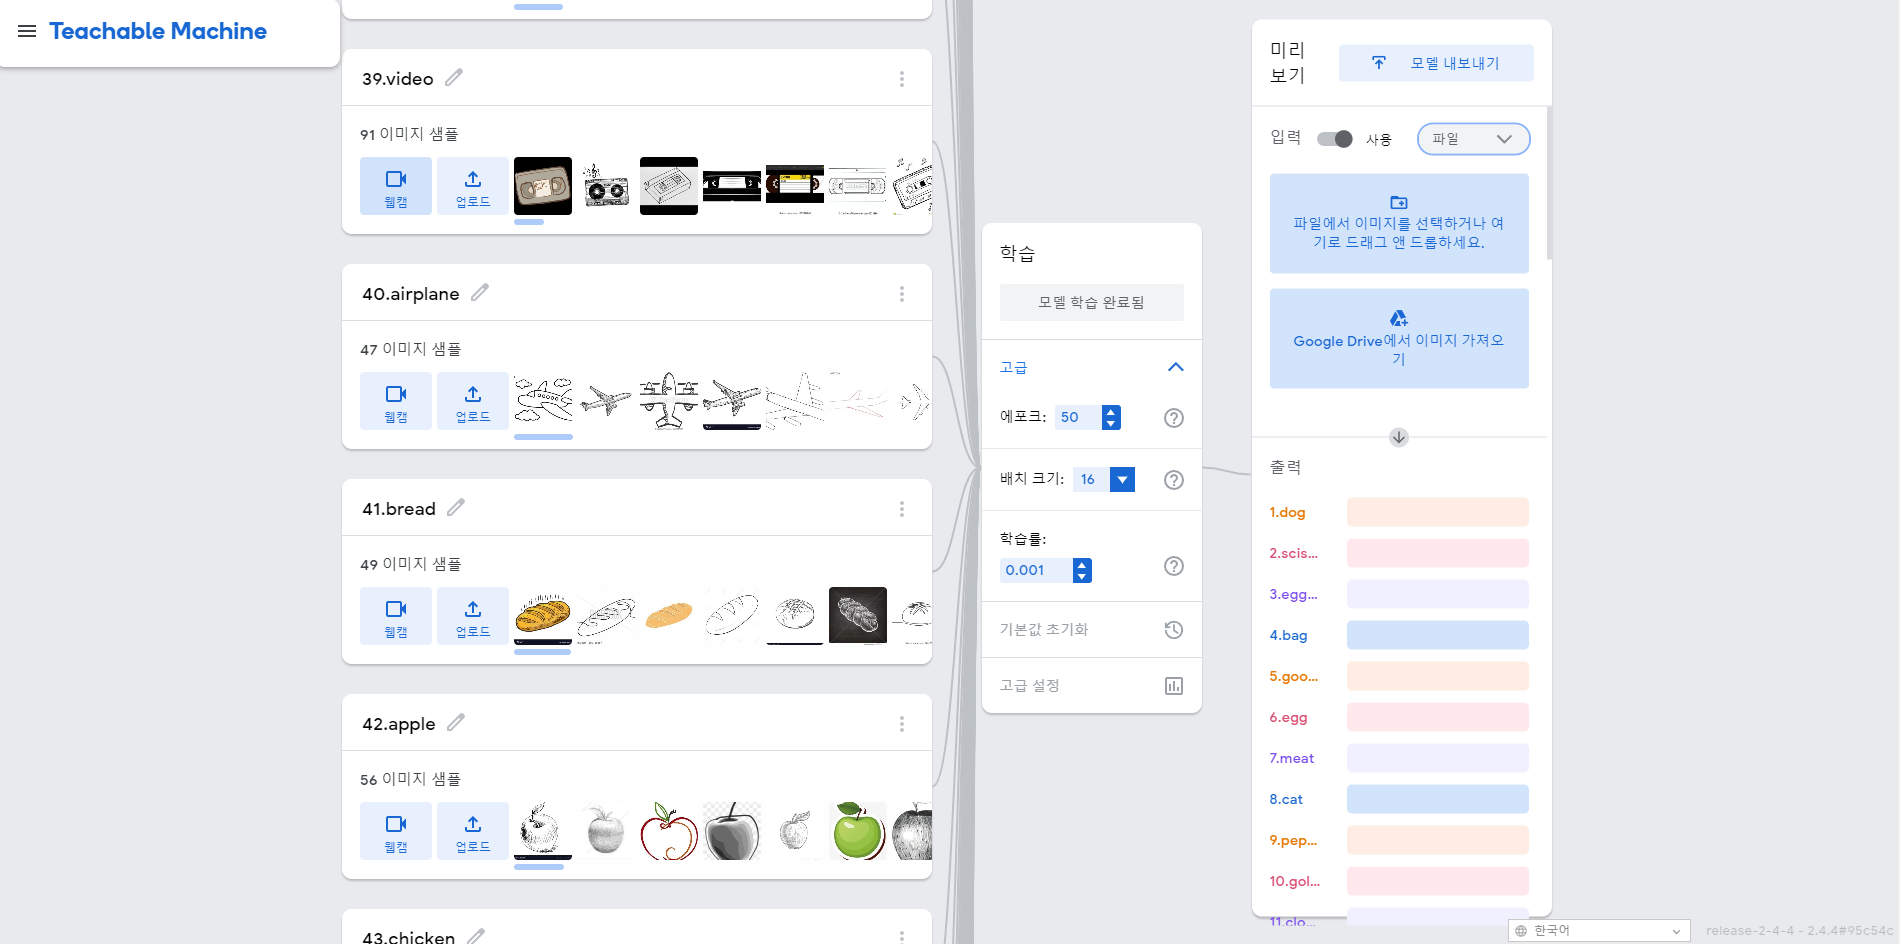 Teachable Machine
39.video
91 이미지 샘플
웹캠
업로드
40.airplane
47 이미지 샘플
웹캠
업로드
41.bread
49 이미지 샘플
웹캠
업로드
42.apple
56 이미지 샘플
웹캠
업로드
43.chicken
학습
모델 학습 완료됨
고급
에포크: 50
배치 크기: 16
학습률:
0.001
기본값 초기화
고급 설정
미리
보기
모델 내보내기
입력 사용 파일
파일에서 이미지를 선택하거나 여
기로 드래그 앤 드롭하세요.
Google Drive에서 이미지 가져오
기
출력
1.dog
2.scis...
3.egg...
4.bag
5.goo...
6.egg
7.meat
8.cat
9.pep...
10.gol...
11.clo...
한국어
release-2-4-4 - 2.4.4#95c54c